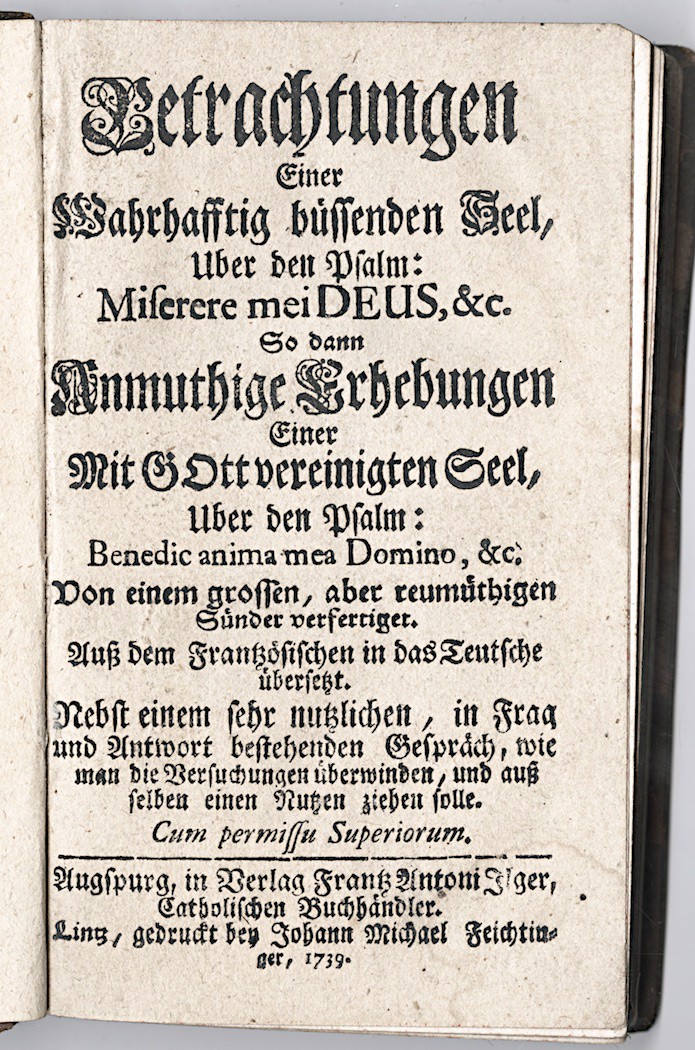 Betrachtungen
Einer
Wahrhafftig büssenden Seel,
Uber den Psalm:
Miserere mei DEUS, &c.
So dann
Anmuthige Erhebungen
Einer
Mit GOtt vereinigten Seel,
Uber den Psalm:
Benedic anima mea Domino, &c.
Von einem grossen, aber reumüthigen
Sünder verfertiget.
Auß dem Frantzösischen in das Teutsche
übersetzt.
Nebst einem sehr nutzlichen, in Frag
und Antwort bestehenden Gespräch, wie
man die Versuchungen überwinden, und auß
selben einen Nutzen ziehen solle.
Cum permissu Superiorum.
Augspurg, in Verlag Frantz Antoni
Catholischen Buchhändler.
Lintz, gedruckt bey Johann Michael Feichtin-
ger, 1739.